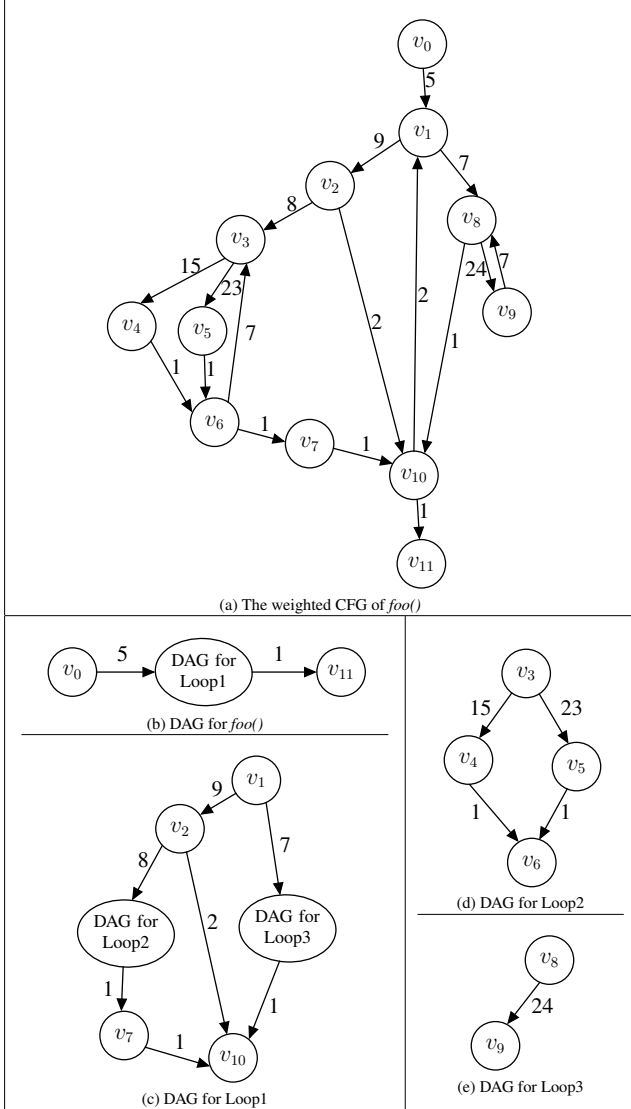 v0
5
v1
9
7
v2
v8
8
v3
24
7
15
23
v9
v4
v5
2
2
1
7
1
1
v6
1
v7
1
v10
1
v11
(a) The weighted CFG of foo()
v0
5
DAG for
Loop1
1
v11
(b) DAG for foo()
v1
9
v2
7
8
DAG for
Loop2
2
DAG for
Loop3
1
1
v7
1
v10
(c) DAG for Loop1
v3
15
23
v4
v5
1
1
v6
(d) DAG for Loop2
v8
24
v9
(e) DAG for Loop3